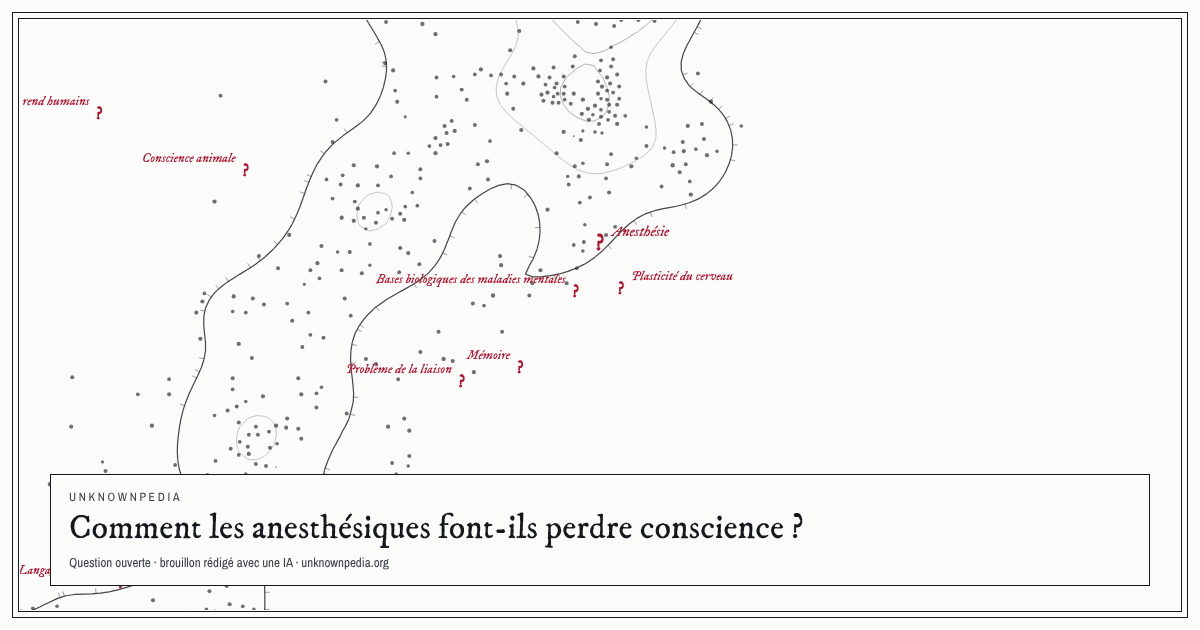 rend humains
?
Conscience animale
?
Anesthésie
?
Bases biologiques des maladies mentales
?
Plasticité du cerveau
?
Mémoire
?
Problème de la liaison
?
UNKNOWNPEDIA
Comment les anesthésiques font-ils perdre conscience ?
Question ouverte · brouillon rédigé avec une IA · unknownpedia.org
Langa